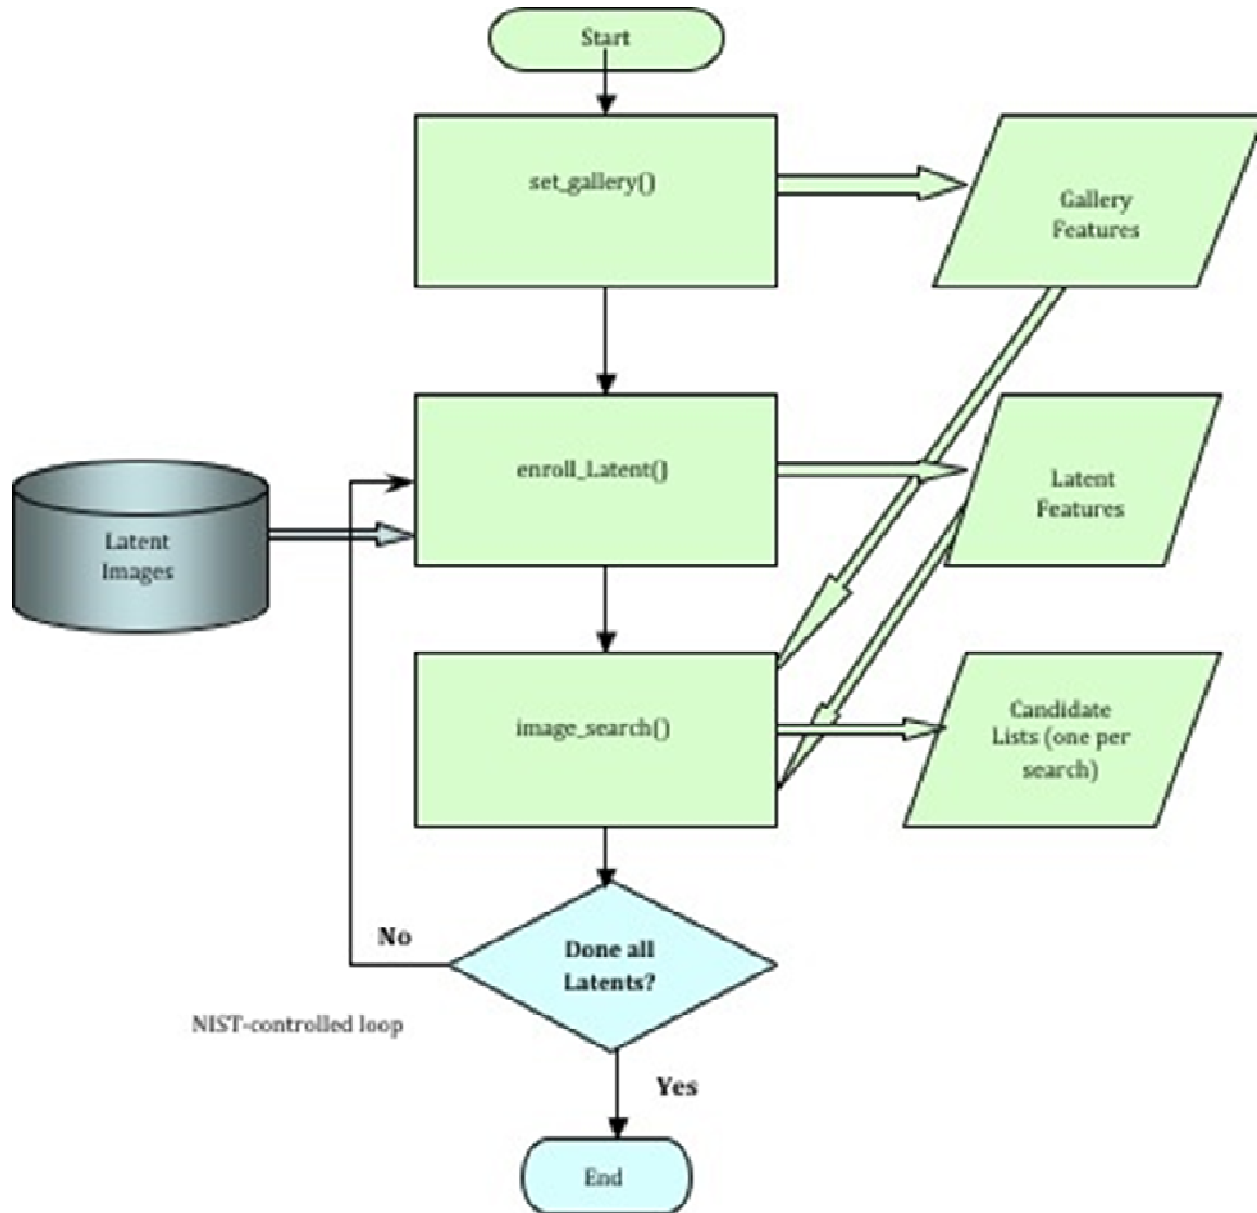 Start
set_gallery()
Gallery
Features
enroll_Latent()
Latent
Features
Latent
Images
image_search()
Candidate
Lists (one per
search)
No
Done all
Latents?
NIST-controlled loop
Yes
End